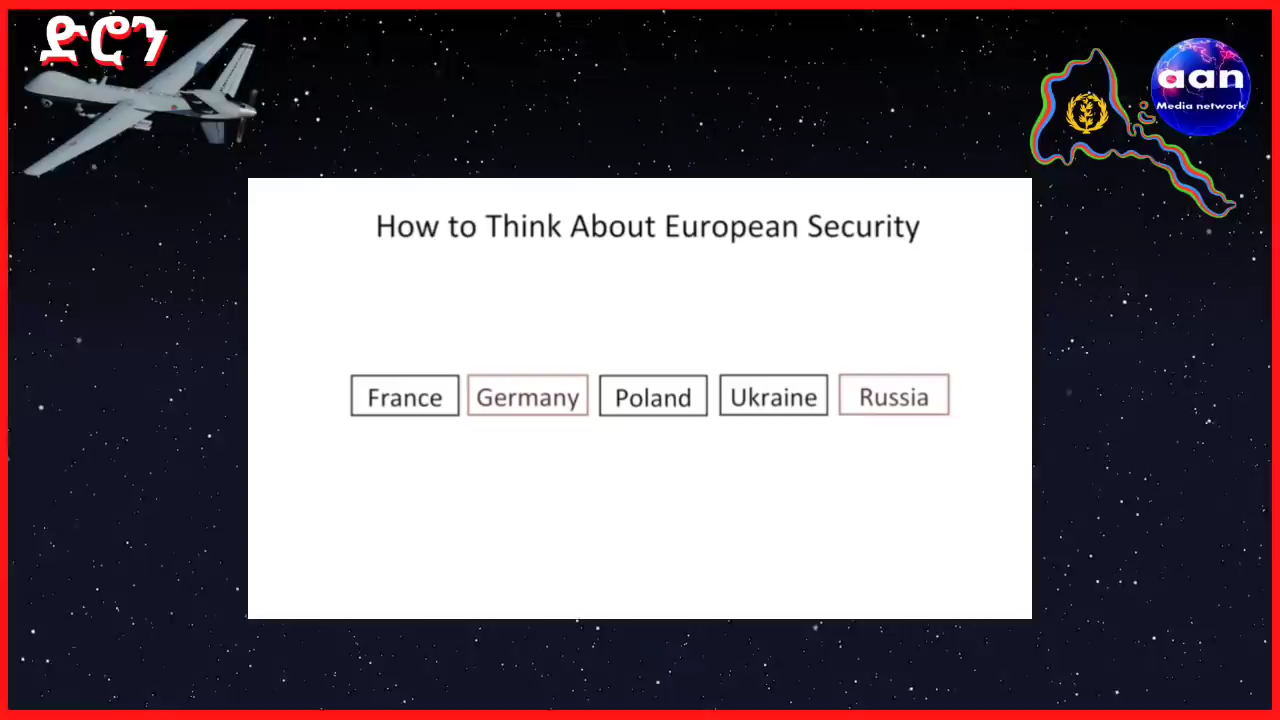 ድሮን
aan
Media network
How to Think About European Security
France Germany Poland Ukraine Russia